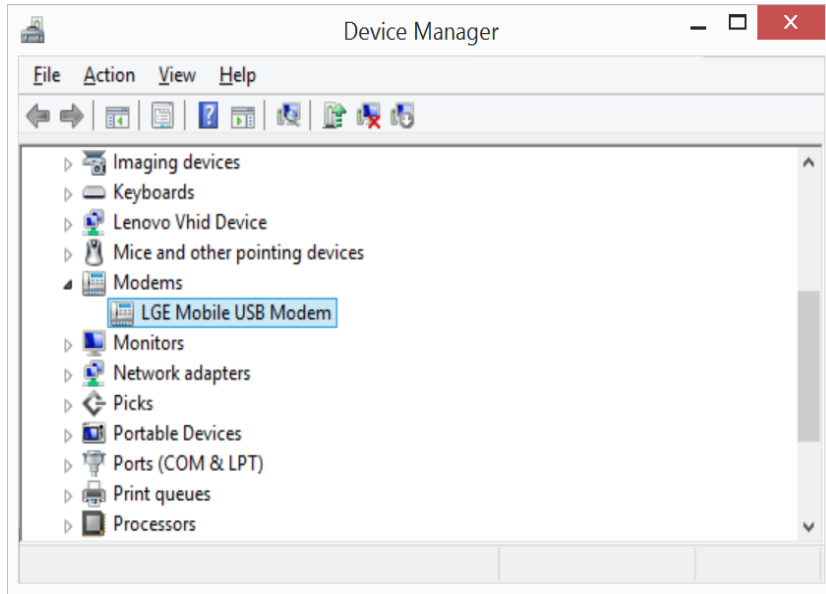 Device Manager
File Action View Help
Imaging devices
Keyboards
Lenovo Vhid Device
Mice and other pointing devices
Modems
LGE Mobile USB Modem
Monitors
Network adapters
Picks
Portable Devices
Ports (COM & LPT)
Print queues
Processors